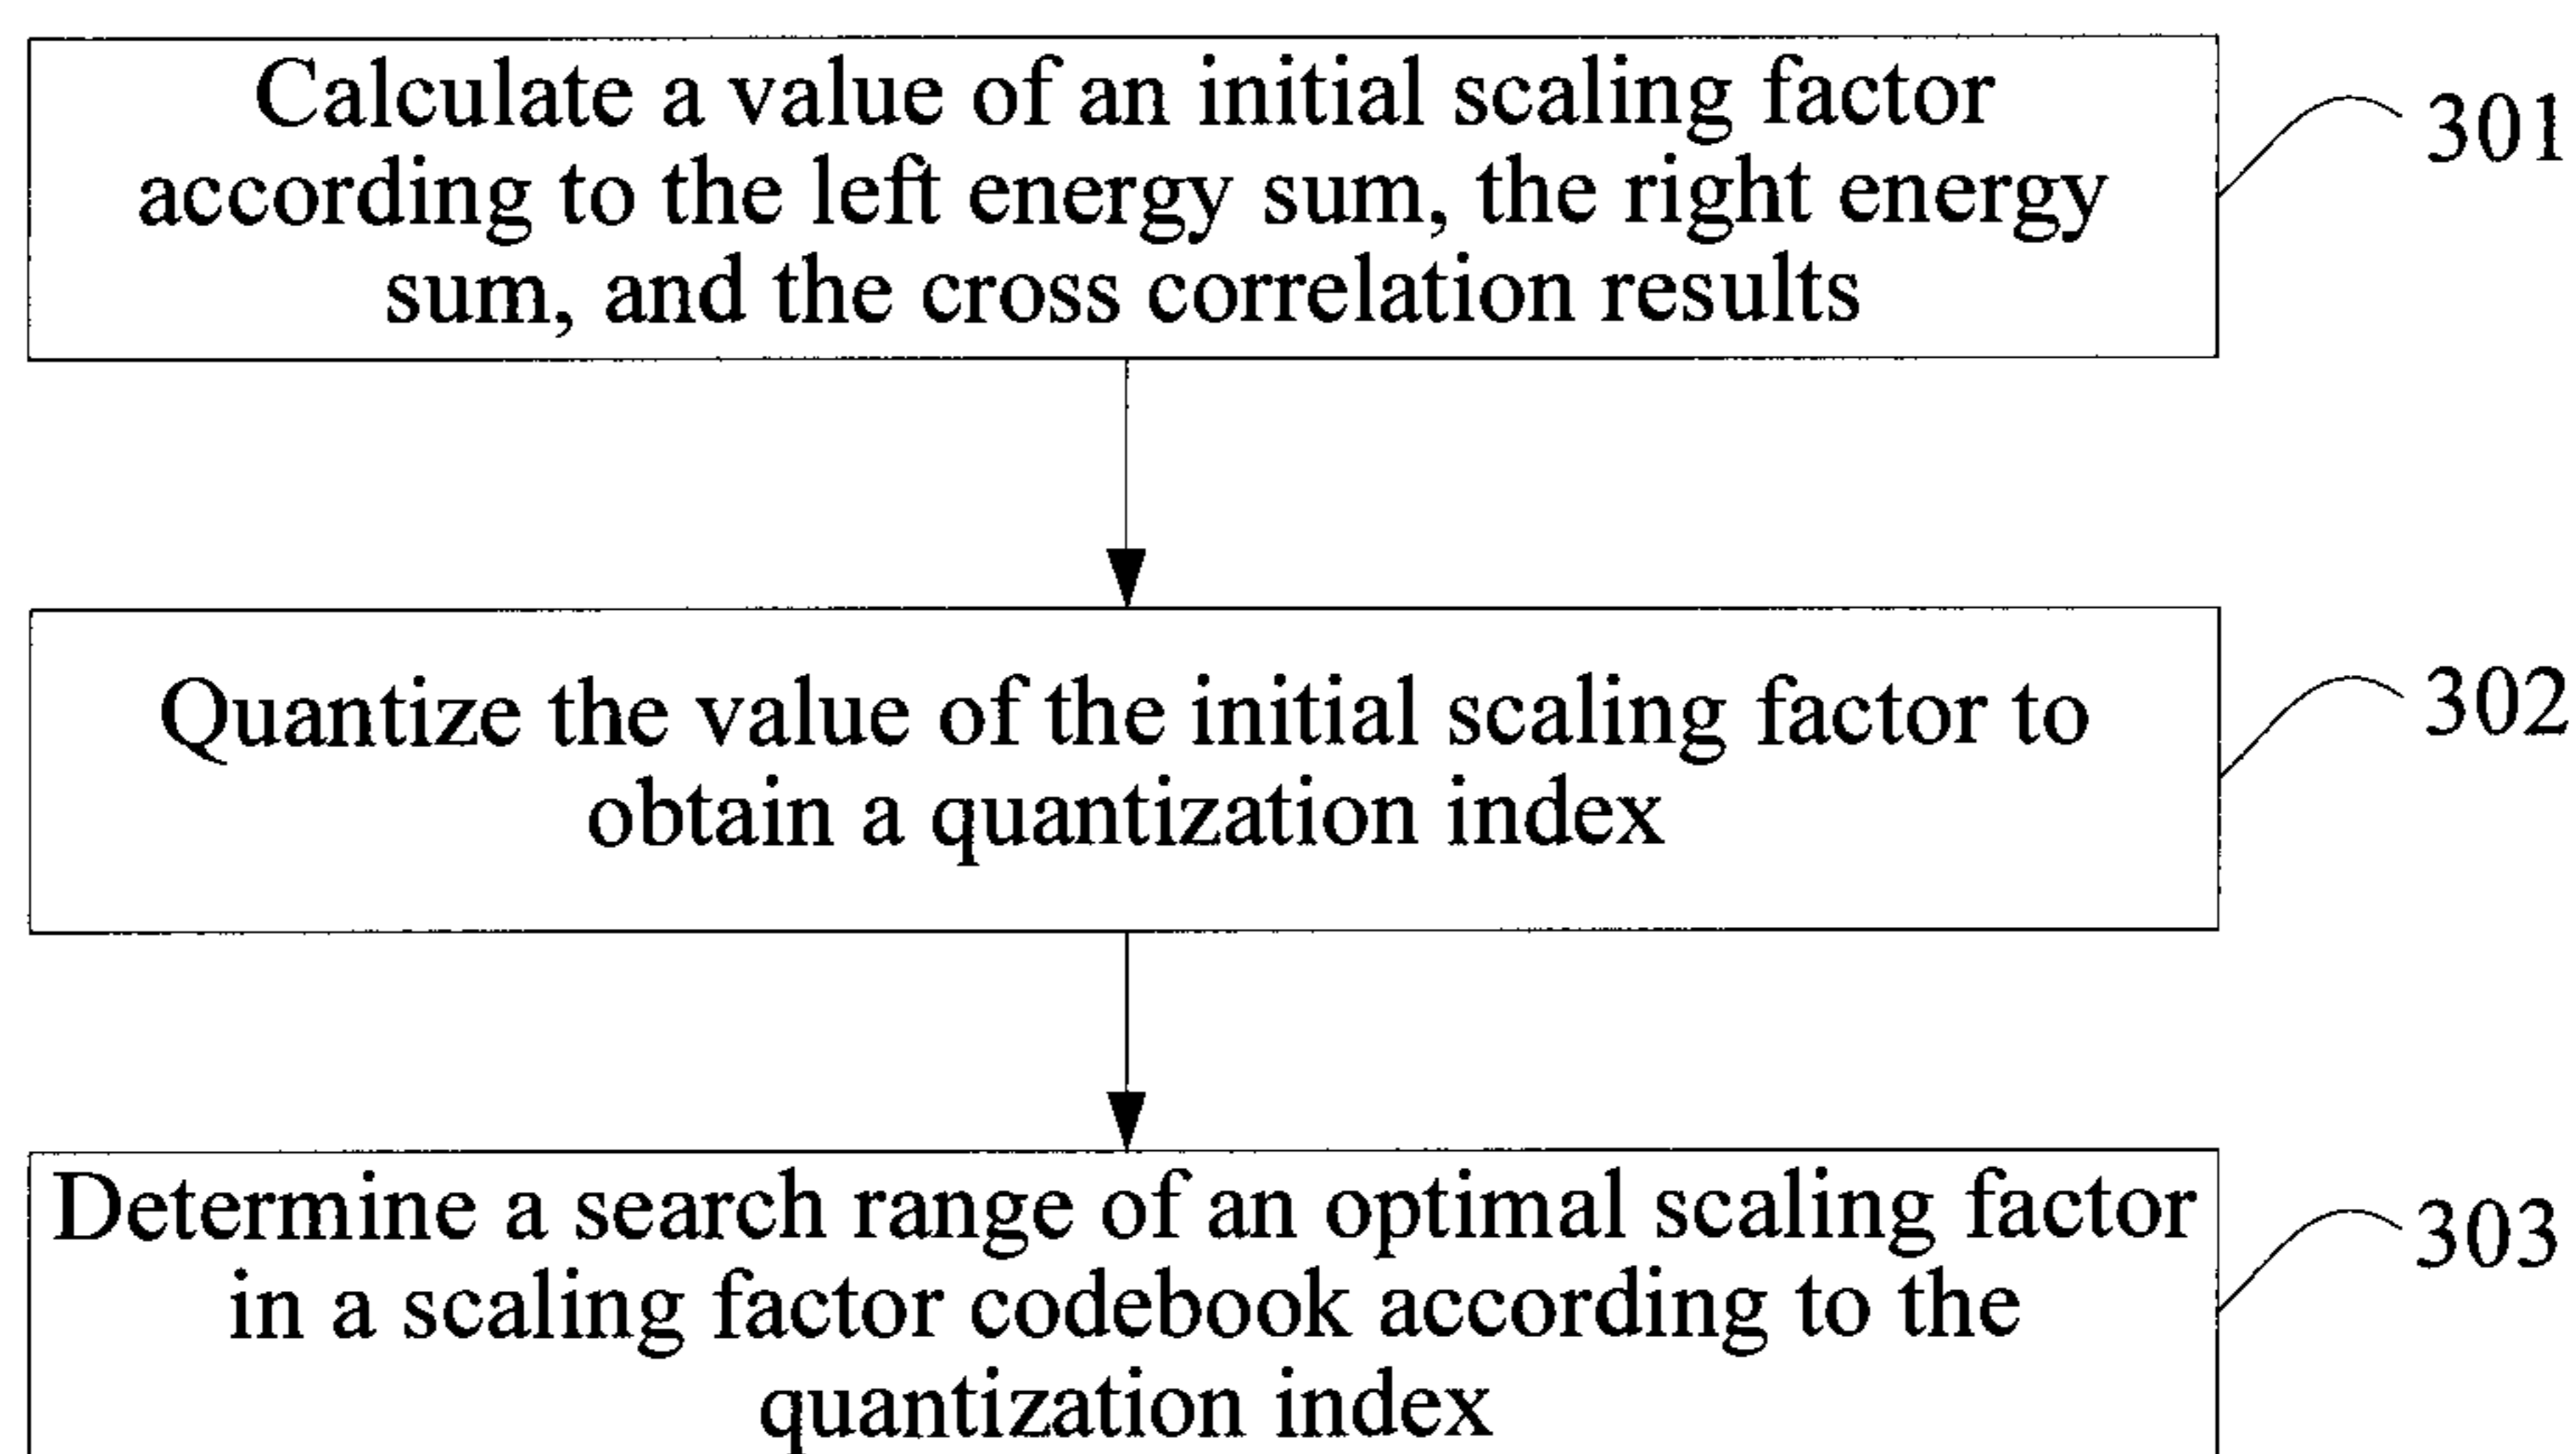 Calculate a value of an initial scaling factor
according to the left energy sum, the right energy
sum, and the cross correlation results
301
Quantize the value of the initial scaling factor to
obtain a quantization index
302
Determine a search range of an optimal scaling factor
in a scaling factor codebook according to the
quantization index
303